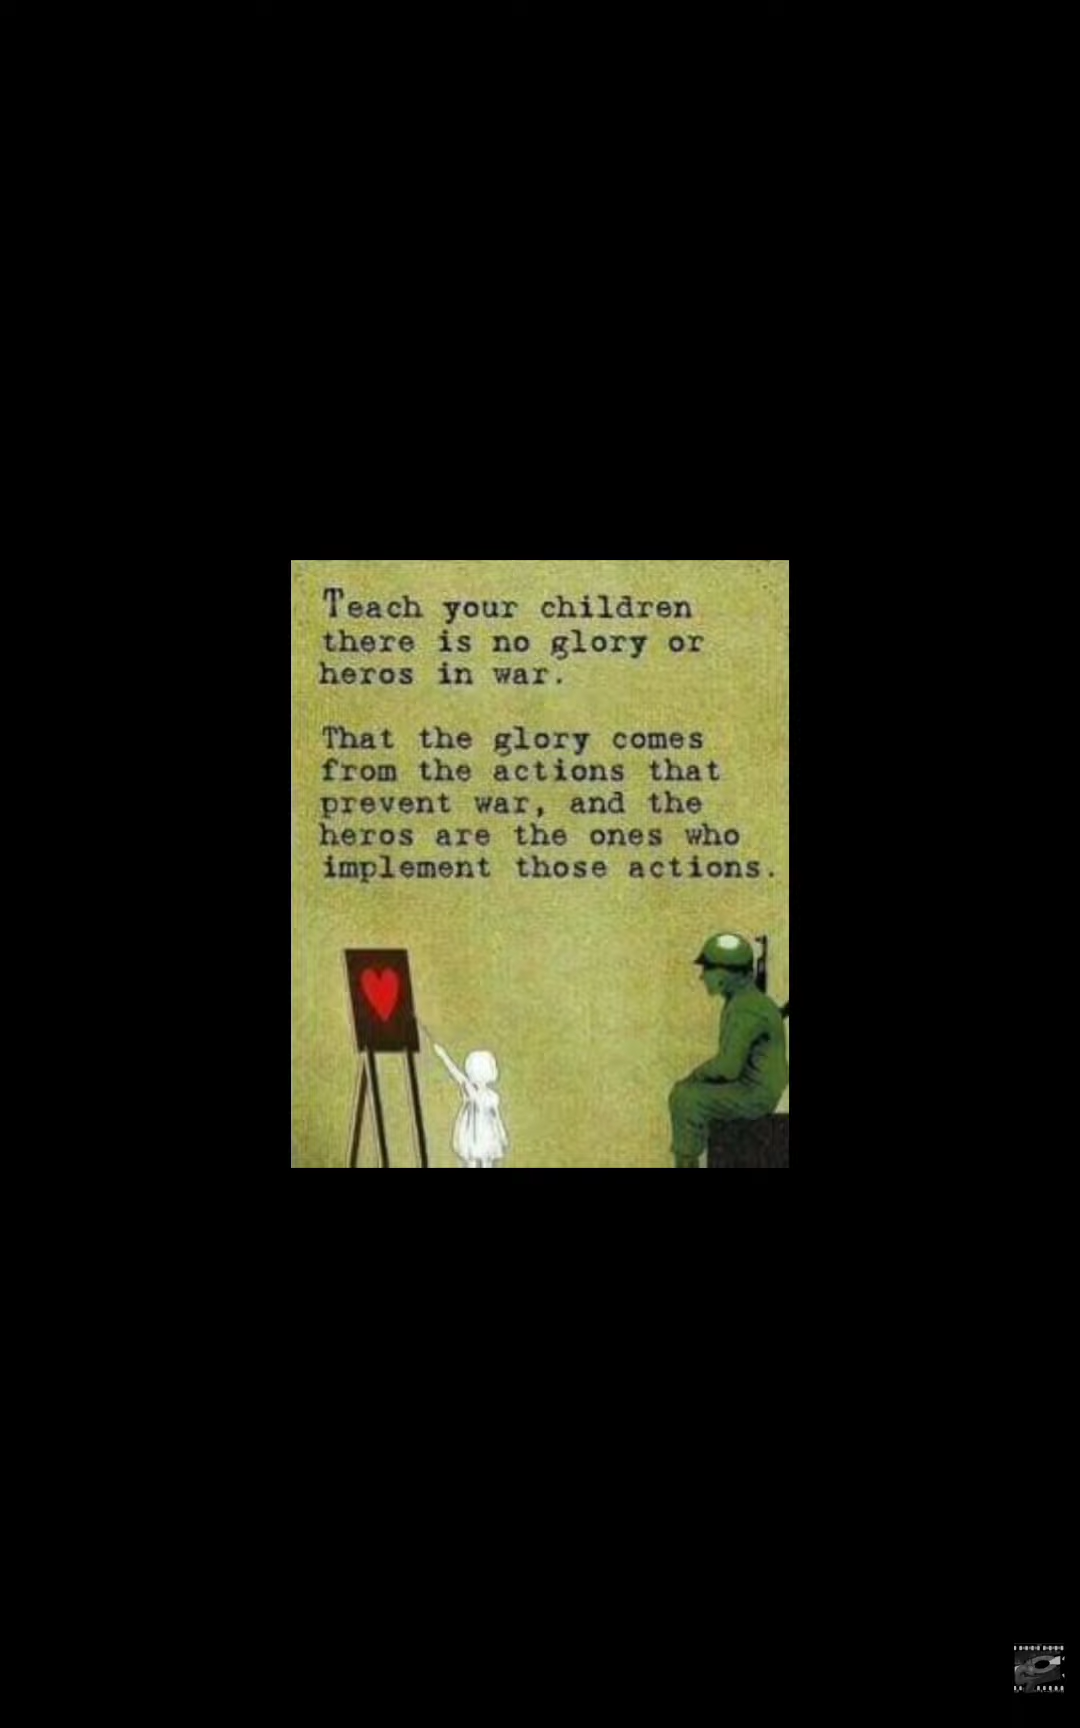 Teach your children
there is no glory or
heros in war.
That the glory comes
from the actions that
prevent war, and the
heros are the ones who
implement those actions.